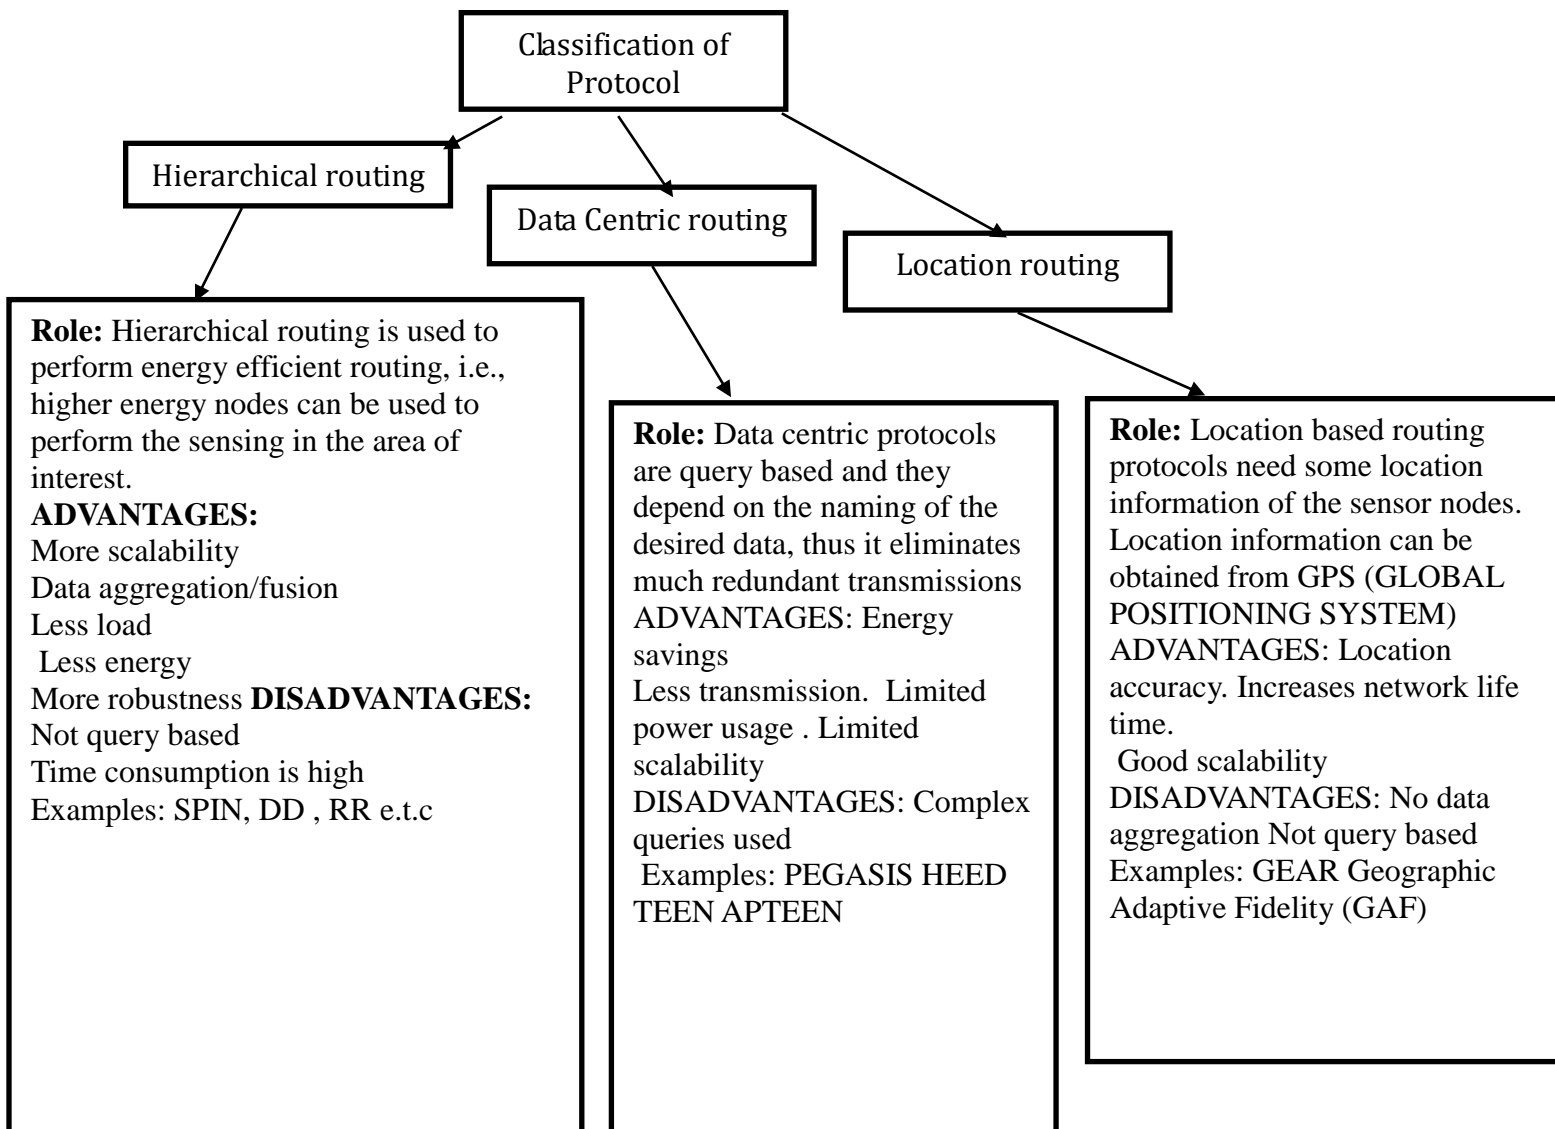 Classification of
Protocol
Hierarchical routing
Data Centric routing
Location routing
Role: Hierarchical routing is used to
perform energy efficient routing, i.e.,
higher energy nodes can be used to
perform the sensing in the area of
interest.
ADVANTAGES:
More scalability
Data aggregation/fusion
Less load
Less energy
More robustness DISADVANTAGES:
Not query based
Time consumption is high
Examples: SPIN, DD , RR e.t.c
Role: Data centric protocols
are query based and they
depend on the naming of the
desired data, thus it eliminates
much redundant transmissions
ADVANTAGES: Energy
savings
Less transmission.  Limited
power usage . Limited
scalability
DISADVANTAGES: Complex
queries used
Examples: PEGASIS HEED
TEEN APTEEN
Role: Location based routing
protocols need some location
information of the sensor nodes.
Location information can be
obtained from GPS (GLOBAL
POSITIONING SYSTEM)
ADVANTAGES: Location
accuracy. Increases network life
time.
Good scalability
DISADVANTAGES: No data
aggregation Not query based
Examples: GEAR Geographic
Adaptive Fidelity (GAF)